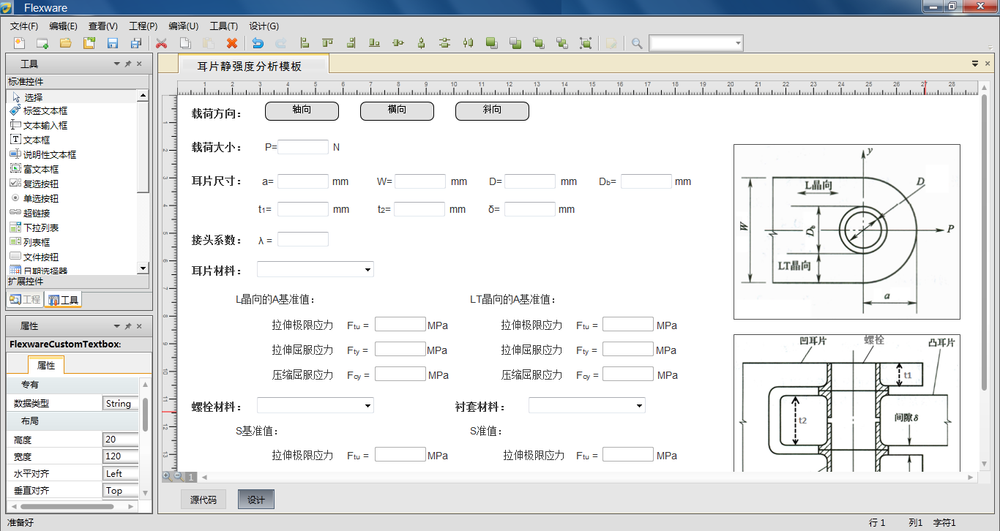 Flexware
文件(F) 编辑(E) 查看(V) 工程(P) 编译(U) 工具(T) 设计(G)
工具
标准控件
选择
标签文本框
文本输入框
文本框
说明性文本框
富文本框
复选按钮
单选按钮
超链接
下拉列表
列表框
文件按钮
日期选择器
扩展控件
工程 工具
属性
FlexwareCustomTextbox:
属性
专有
数据类型 String
布局
高度 20
宽度 120
水平对齐 Left
垂直对齐 Top
耳片静强度分析模板
1 2 3 4 5 6 7 8 9 10 11 12 13 14 15 16 17 18 19 20 21 22 23 24 25 26 27 28
1
2
3
4
5
6
7
8
9
10
11
12
13
载荷方向： 轴向 横向 斜向
载荷大小： P= N
耳片尺寸： a= mm W= mm D= mm Db= mm
t1= mm t2= mm δ= mm
接头系数： λ =
耳片材料：
L晶向的A基准值： LT晶向的A基准值：
拉伸极限应力 Ftu = MPa 拉伸极限应力 Ftu = MPa
拉伸屈服应力 Fty = MPa 拉伸屈服应力 Fty = MPa
压缩屈服应力 Fcy = MPa 压缩屈服应力 Fcy = MPa
螺栓材料： 衬套材料：
S基准值： S准值：
拉伸极限应力 Ftu = MPa 拉伸极限应力 Ftu = MPa
y
L晶向 D
W Db P
LT晶向
a
凹耳片 螺栓 凸耳片
t1
t2 间隙δ
1
源代码 设计
准备好 行 1 列1 字符1